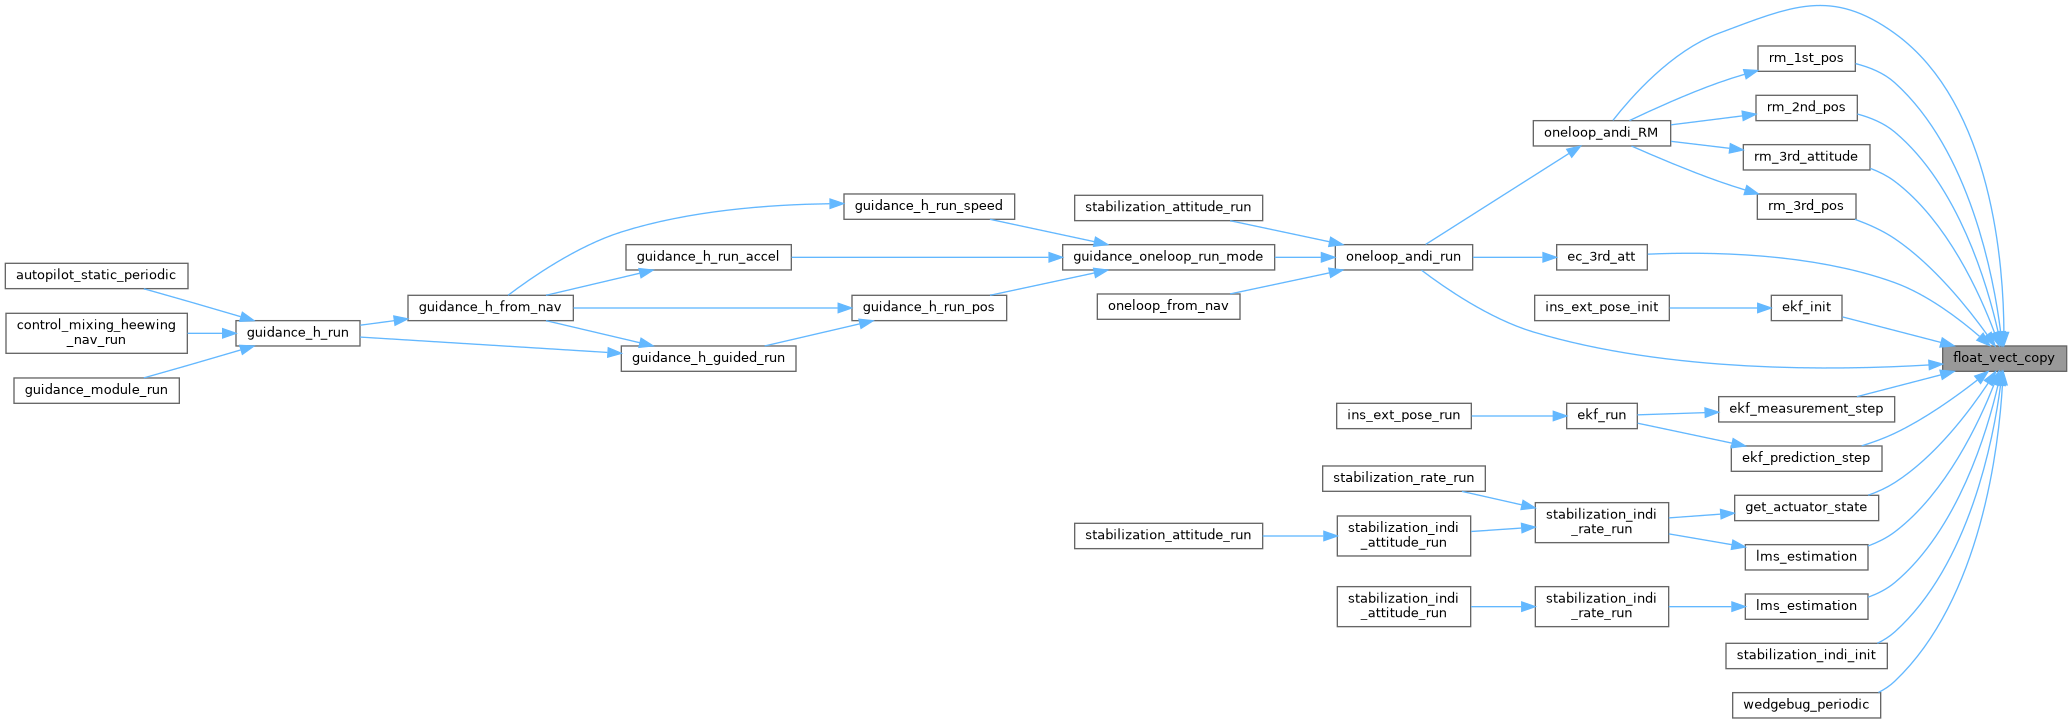 rm_1st_pos
rm_2nd_pos
oneloop_andi_RM
rm_3rd_attitude
rm_3rd_pos
guidance_h_run_speed
stabilization_attitude_run
guidance_h_run_accel
guidance_oneloop_run_mode
oneloop_andi_run
ec_3rd_att
autopilot_static_periodic
guidance_h_from_nav
guidance_h_run_pos
oneloop_from_nav
ins_ext_pose_init
ekf_init
control_mixing_heewing
_nav_run
guidance_h_run
guidance_h_guided_run
float_vect_copy
guidance_module_run
ins_ext_pose_run
ekf_run
ekf_measurement_step
ekf_prediction_step
stabilization_rate_run
get_actuator_state
stabilization_indi
_rate_run
stabilization_attitude_run
stabilization_indi
_attitude_run
lms_estimation
stabilization_indi
_attitude_run
stabilization_indi
_rate_run
lms_estimation
stabilization_indi_init
wedgebug_periodic